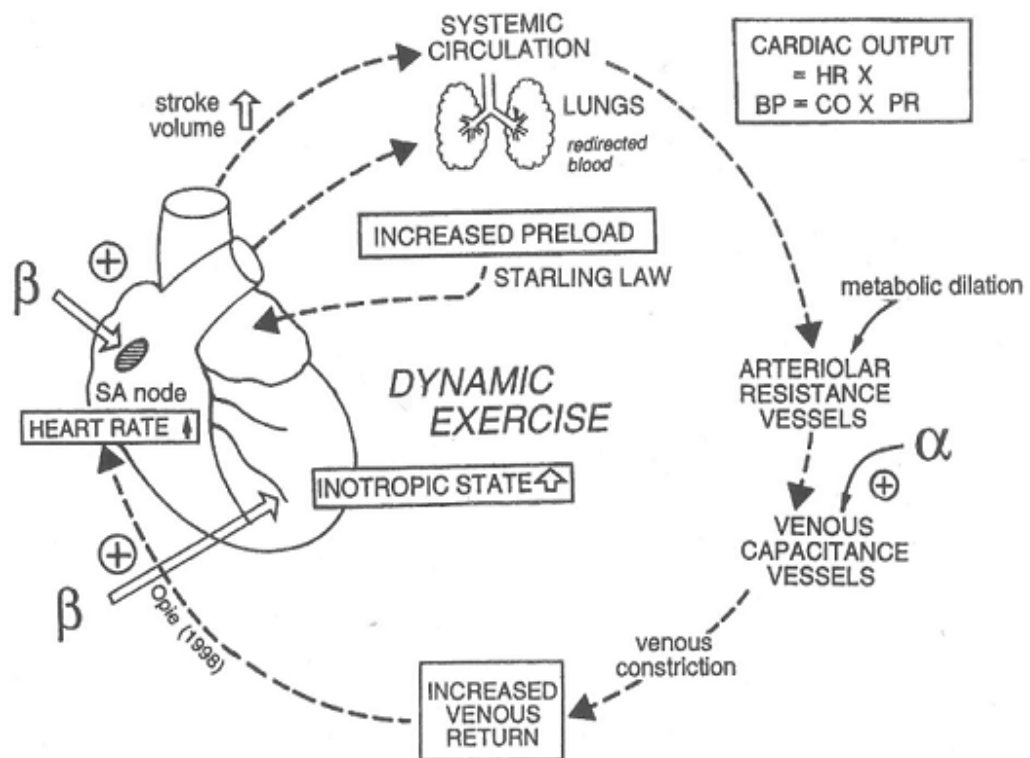 SYSTEMIC
CIRCULATION
CARDIAC OUTPUT
= HR X
BP = CO X PR
stroke
volume
LUNGS
redirected
blood
INCREASED PRELOAD
STARLING LAW
β
+
metabolic dilation
SA node
HEART RATE
DYNAMIC
EXERCISE
ARTERIOLAR
RESISTANCE
VESSELS
α
+
INOTROPIC STATE
VENOUS
CAPACITANCE
VESSELS
+
β
Opie (1998)
venous
constriction
INCREASED
VENOUS
RETURN